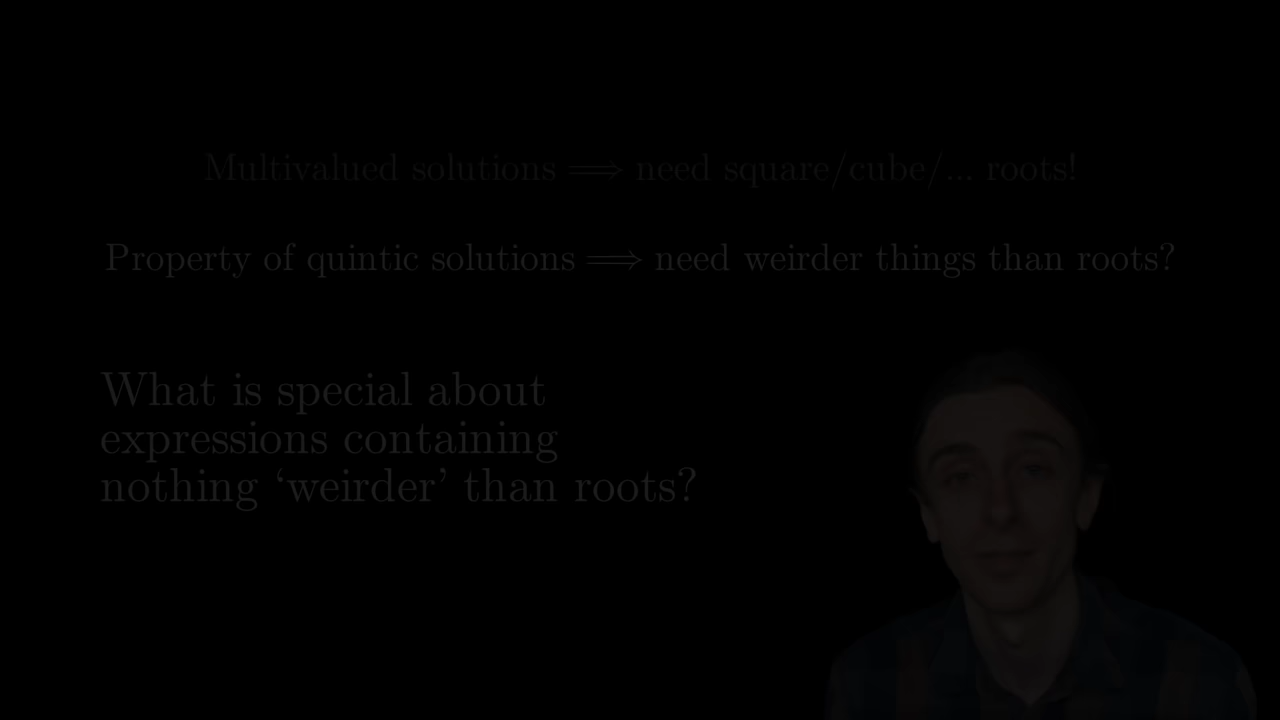 Multivalued solutions ⟹ need square/cube/... roots!
Property of quintic solutions ⟹ need weirder things than roots?
What is special about
expressions containing
nothing ‘weirder’ than roots?